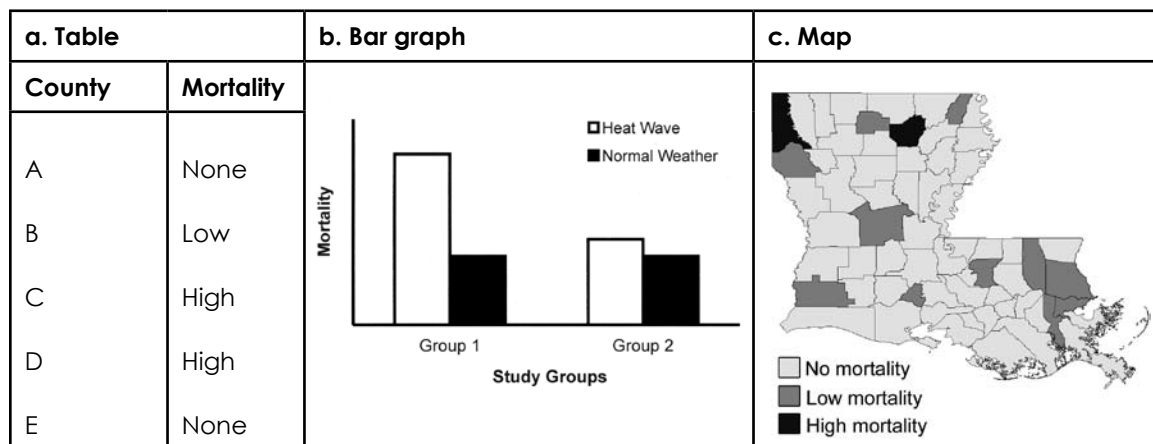 a. Table
b. Bar graph
c. Map
County Mortality
A None
B Low
C High
D High
E None
Heat Wave
Normal Weather
Mortality
Group 1 Group 2
Study Groups
No mortality
Low mortality
High mortality